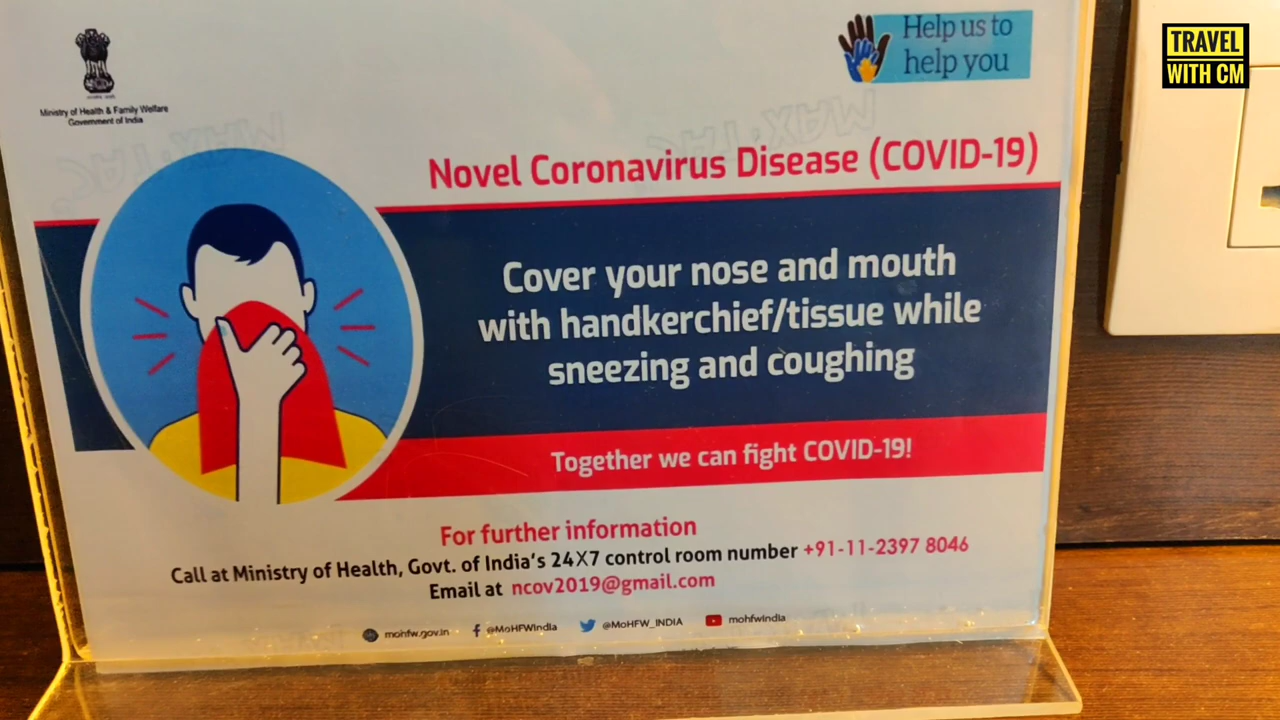 Ministry of Health & Family Welfare
Government of India
Help us to
help you
TRAVEL
WITH CM
Novel Coronavirus Disease (COVID-19)
Cover your nose and mouth
with handkerchief/tissue while
sneezing and coughing
Together we can fight COVID-19!
For further information
Call at Ministry of Health, Govt. of India's 24X7 control room number +91-11-2397 8046
Email at ncov2019@gmail.com
mohfw.gov.in @MoHFWIndia @MoHFW_INDIA mohfwindia